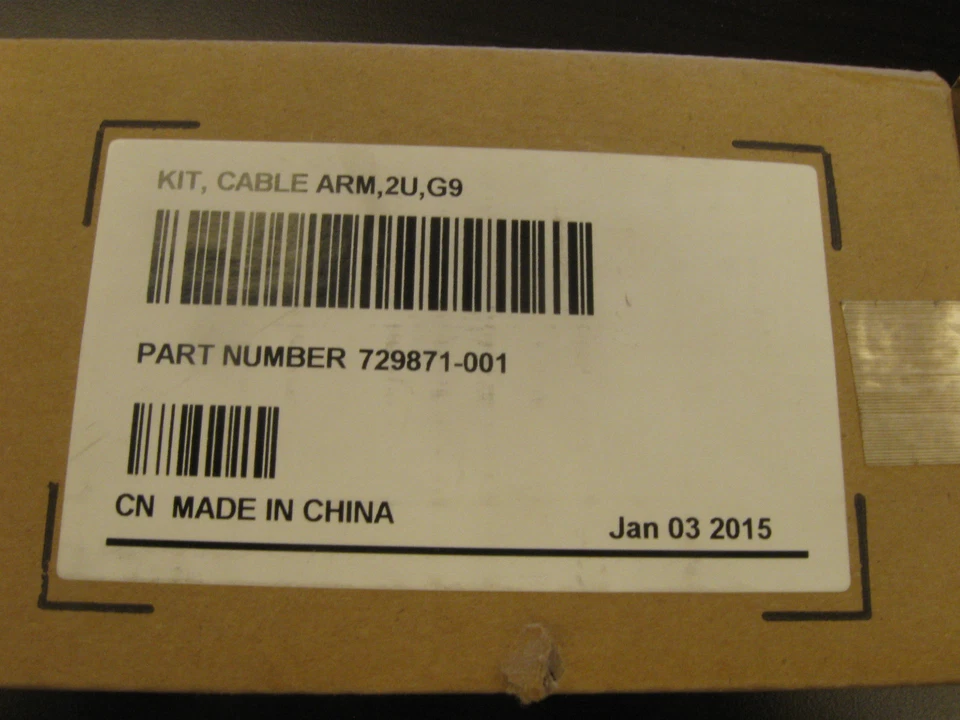 KIT, CABLE ARM,2U,G9
PART NUMBER 729871-001
CN MADE IN CHINA
Jan 03 2015